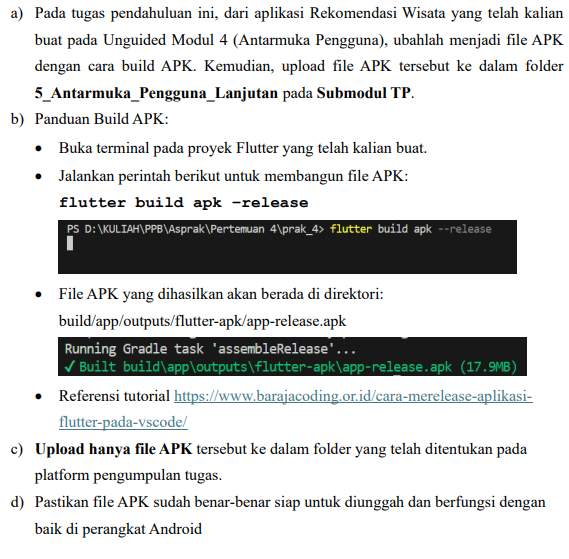 a) Pada tugas pendahuluan ini, dari aplikasi Rekomendasi Wisata yang telah kalian
buat pada Unguided Modul 4 (Antarmuka Pengguna), ubahlah menjadi file APK
dengan cara build APK. Kemudian, upload file APK tersebut ke dalam folder
5_Antarmuka_Pengguna_Lanjutan pada Submodul TP.
b) Panduan Build APK:
• Buka terminal pada proyek Flutter yang telah kalian buat.
• Jalankan perintah berikut untuk membangun file APK:
flutter build apk –release
PS D:\KULIAH\PPB\Asprak\Pertemuan 4\prak_4> flutter build apk --release
• File APK yang dihasilkan akan berada di direktori:
build/app/outputs/flutter-apk/app-release.apk
Running Gradle task 'assembleRelease'...
✓ Built build\app\outputs\flutter-apk\app-release.apk (17.9MB)
• Referensi tutorial https://www.barajacoding.or.id/cara-merelease-aplikasi-
flutter-pada-vscode/
c) Upload hanya file APK tersebut ke dalam folder yang telah ditentukan pada
platform pengumpulan tugas.
d) Pastikan file APK sudah benar-benar siap untuk diunggah dan berfungsi dengan
baik di perangkat Android